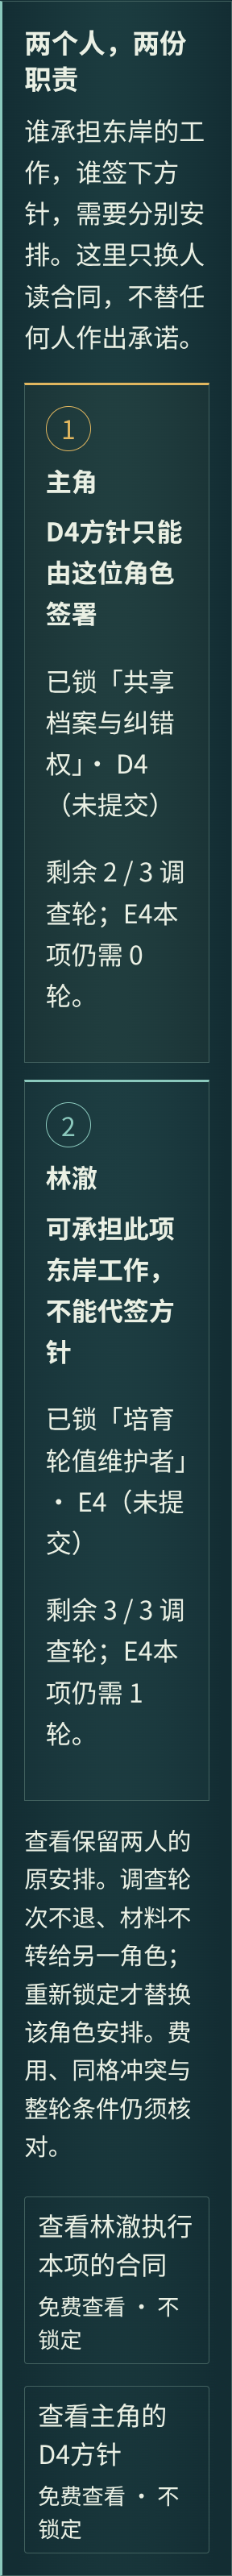 两个人，两份
职责
谁承担东岸的工
作，谁签下方
针，需要分别安
排。这里只换人
读合同，不替任
何人作出承诺。
1
主角
D4方针只能
由这位角色
签署
已锁「共享
档案与纠错
权」· D4
（未提交）
剩余 2 / 3 调
查轮；E4本
项仍需 0
轮。
2
林澈
可承担此项
东岸工作，
不能代签方
针
已锁「培育
轮值维护者」
· E4（未提
交）
剩余 3 / 3 调
查轮；E4本
项仍需 1
轮。
查看保留两人的
原安排。调查轮
次不退、材料不
转给另一角色；
重新锁定才替换
该角色安排。费
用、同格冲突与
整轮条件仍须核
对。
查看林澈执行
本项的合同
免费查看 · 不
锁定
查看主角的
D4方针
免费查看 · 不
锁定